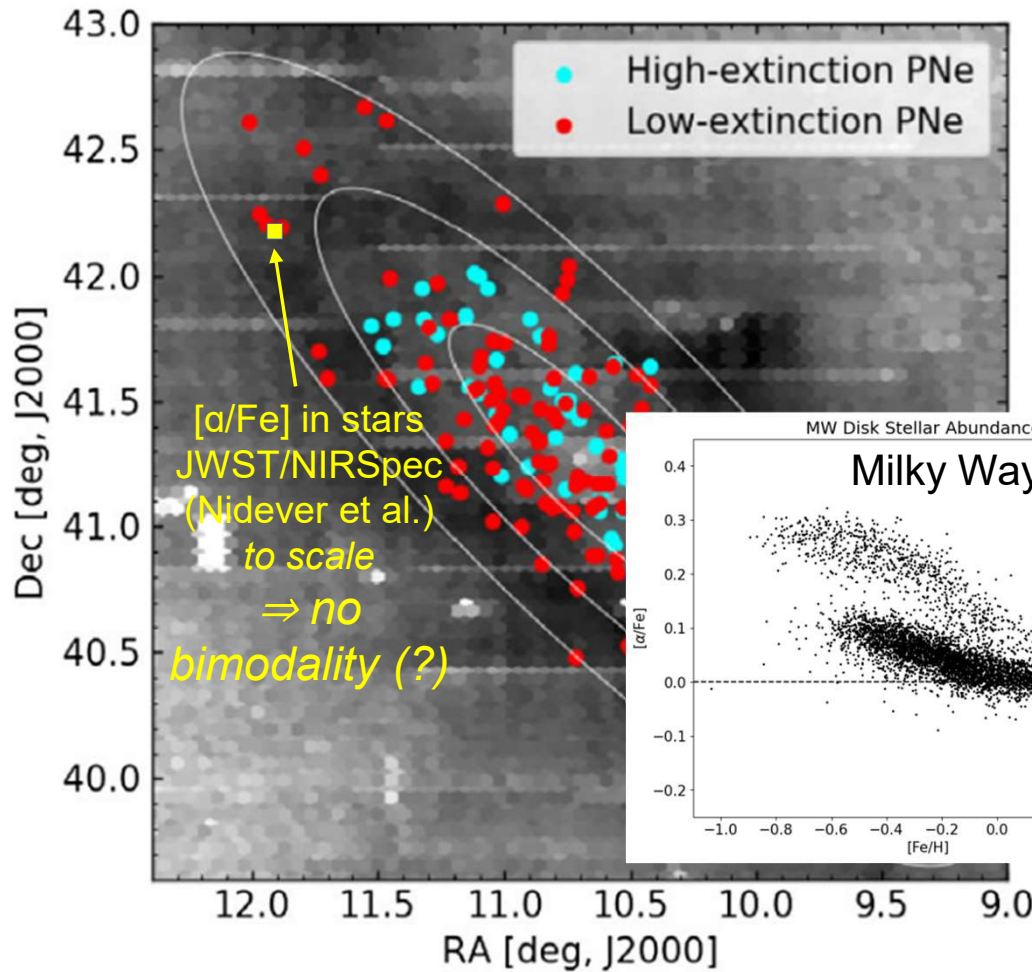 43.0
42.5
42.0
41.5
41.0
40.5
40.0
Dec [deg, J2000]
High-extinction PNe
Low-extinction PNe
[α/Fe] in stars
JWST/NIRSpec
(Nidever et al.)
to scale
⇒ no
bimodality (?)
MW Disk Stellar Abundance
Milky Way
0.4
0.3
0.2
0.1
0.0
−0.1
−0.2
[α/Fe]
−1.0 −0.8 −0.6 −0.4 −0.2 0.0
[Fe/H]
12.0 11.5 11.0 10.5 10.0 9.5 9.0
RA [deg, J2000]